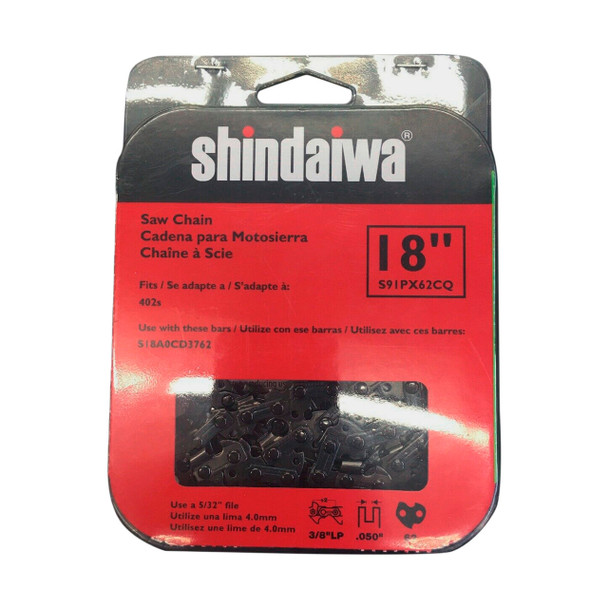 shindaiwa®
Saw Chain
Cadena para Motosierra
Chaîne à Scie
18"
S91PX62CQ
Fits / Se adapte a / S'adapte à:
402s
Use with these bars / Utilize con ese barras / Utilisez avec ces barres:
S18A0CD3762
Use a 5/32" file
Utilize una lima 4.0mm
Utilisez une lime de 4.0mm
3/8"LP
.050"